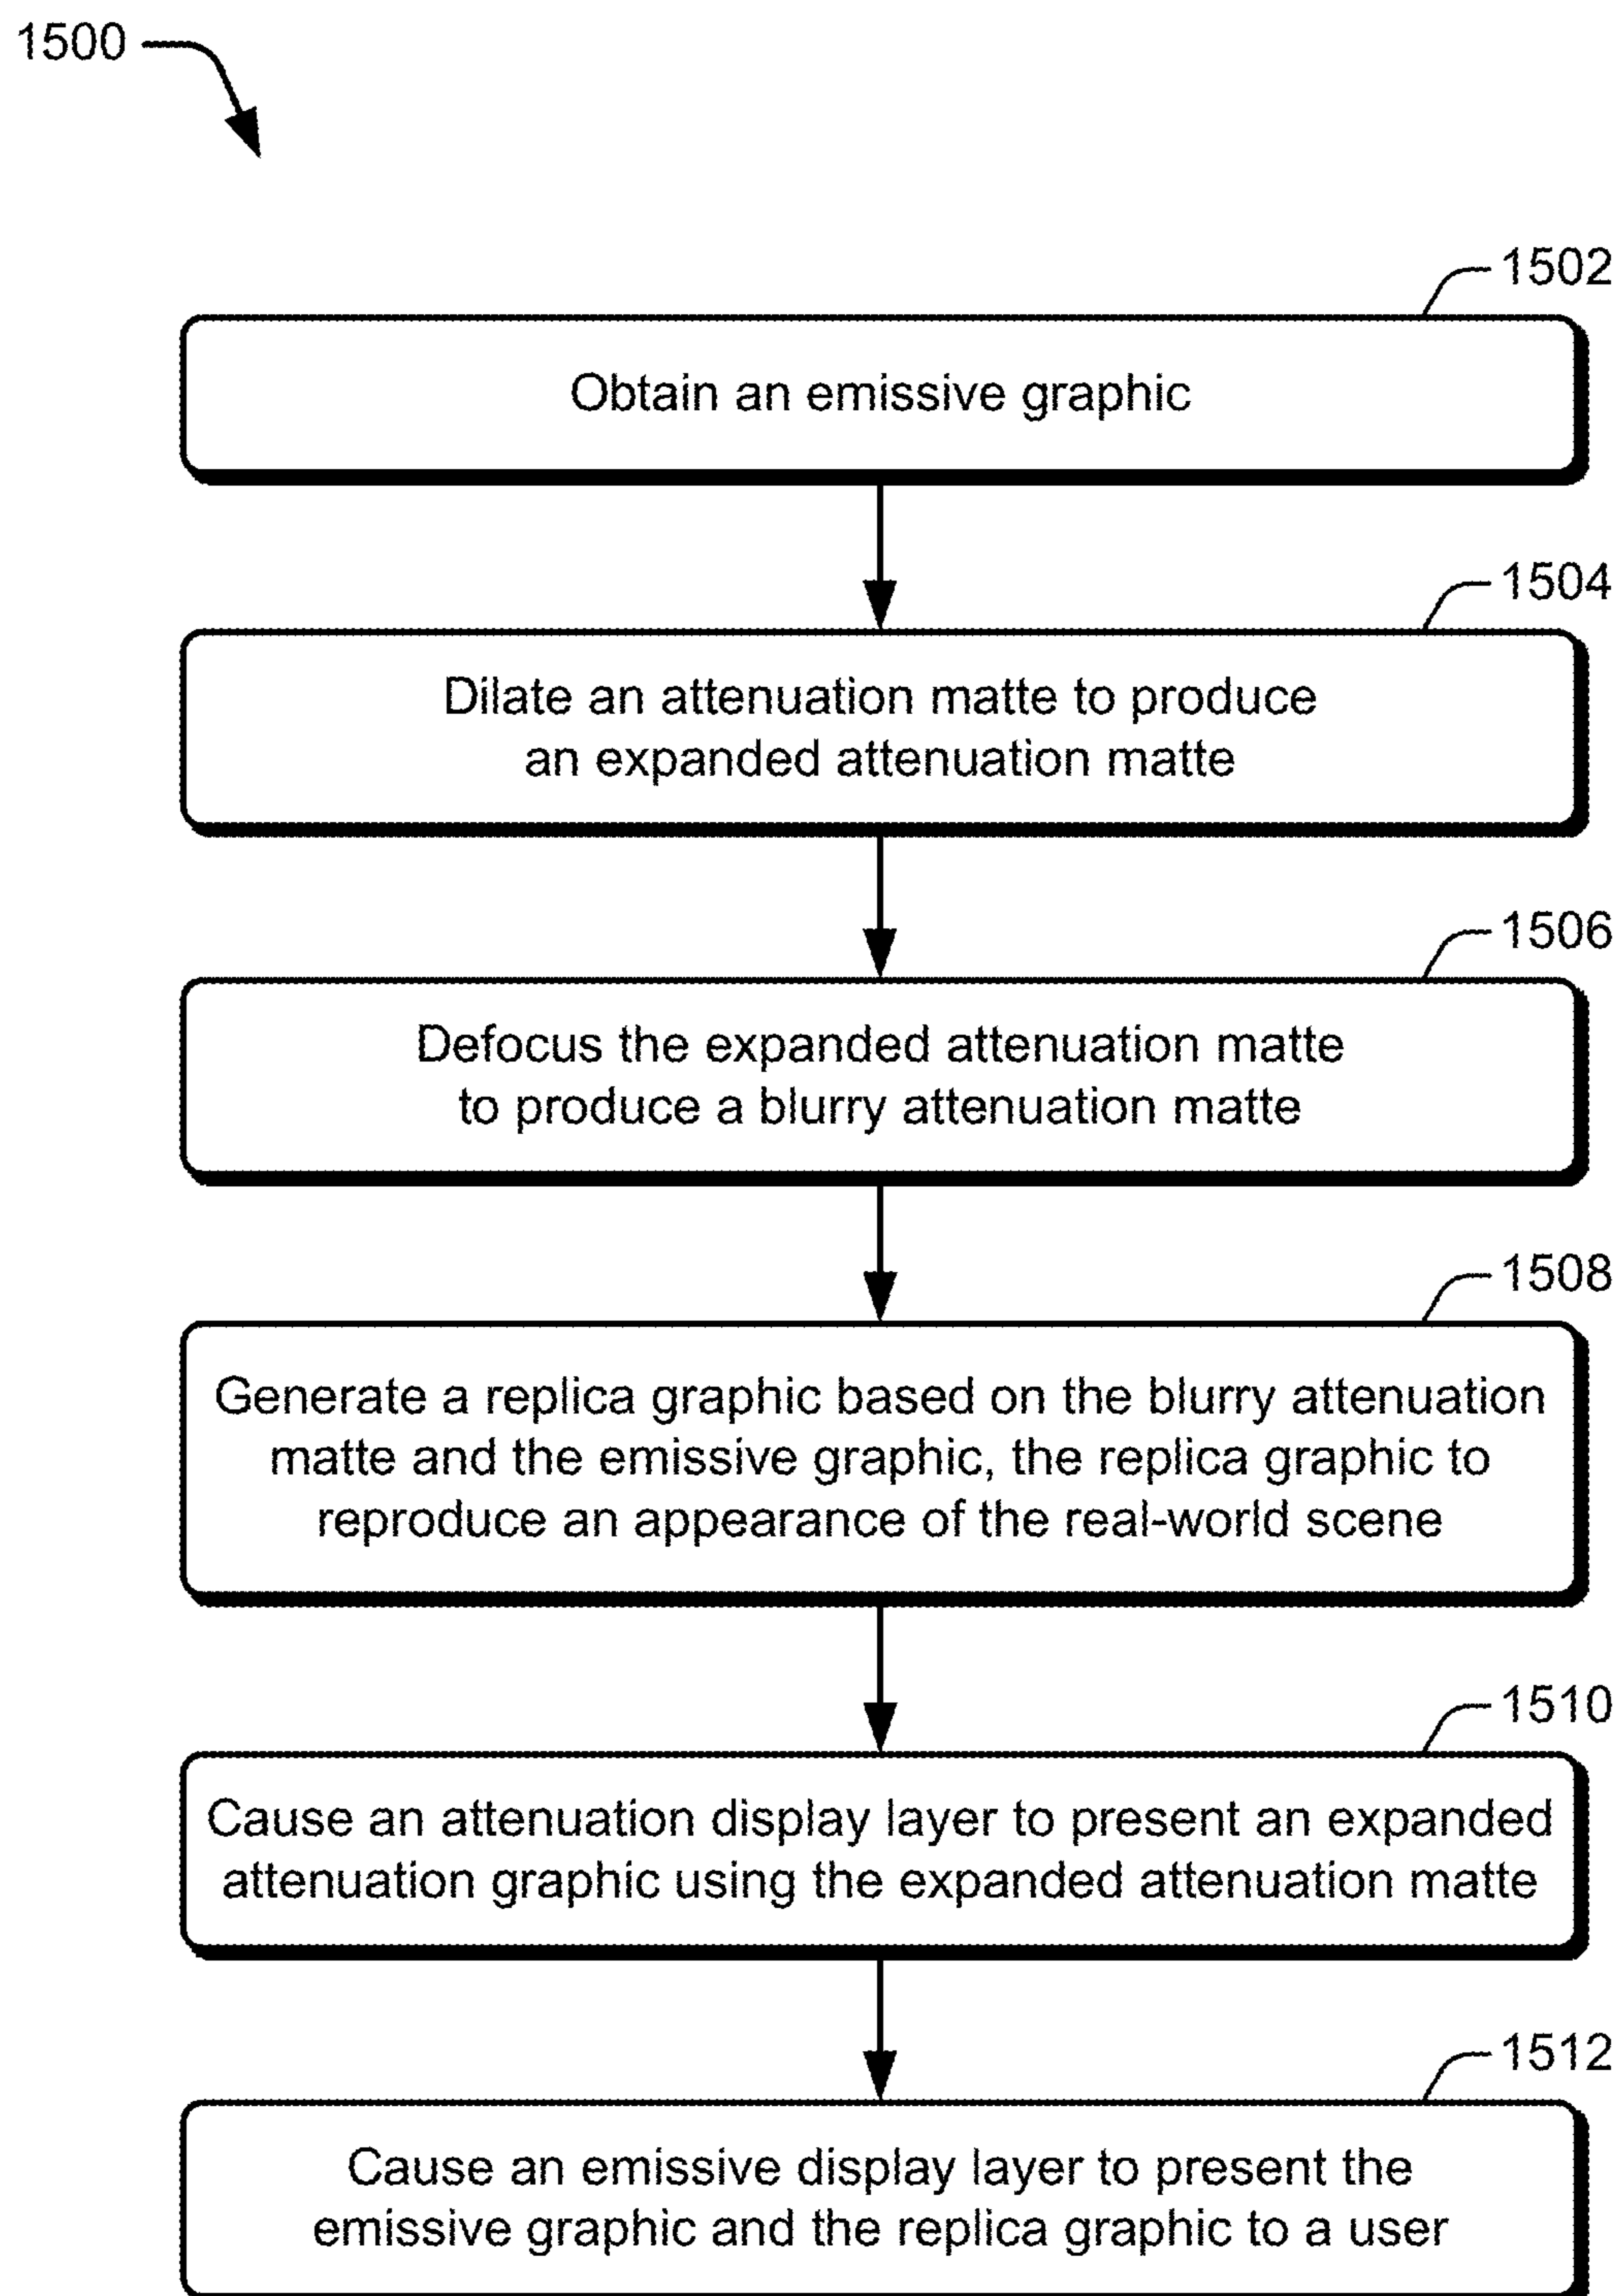 1500
1502
Obtain an emissive graphic
1504
Dilate an attenuation matte to produce
an expanded attenuation matte
1506
Defocus the expanded attenuation matte
to produce a blurry attenuation matte
1508
Generate a replica graphic based on the blurry attenuation
matte and the emissive graphic, the replica graphic to
reproduce an appearance of the real-world scene
1510
Cause an attenuation display layer to present an expanded
attenuation graphic using the expanded attenuation matte
1512
Cause an emissive display layer to present the
emissive graphic and the replica graphic to a user